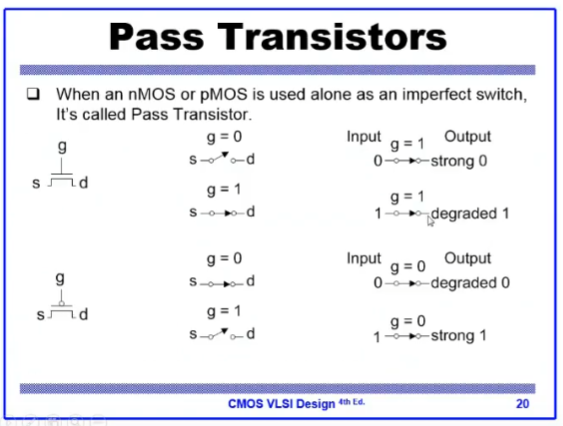 Pass Transistors
When an nMOS or pMOS is used alone as an imperfect switch,
It's called Pass Transistor.
g
s d
g = 0
s d
g = 1
s d
Input g = 1 Output
0 strong 0
g = 1
1 degraded 1
g
s d
g = 0
s d
g = 1
s d
Input g = 0 Output
0 degraded 0
g = 0
1 strong 1
CMOS VLSI Design 4th Ed. 20